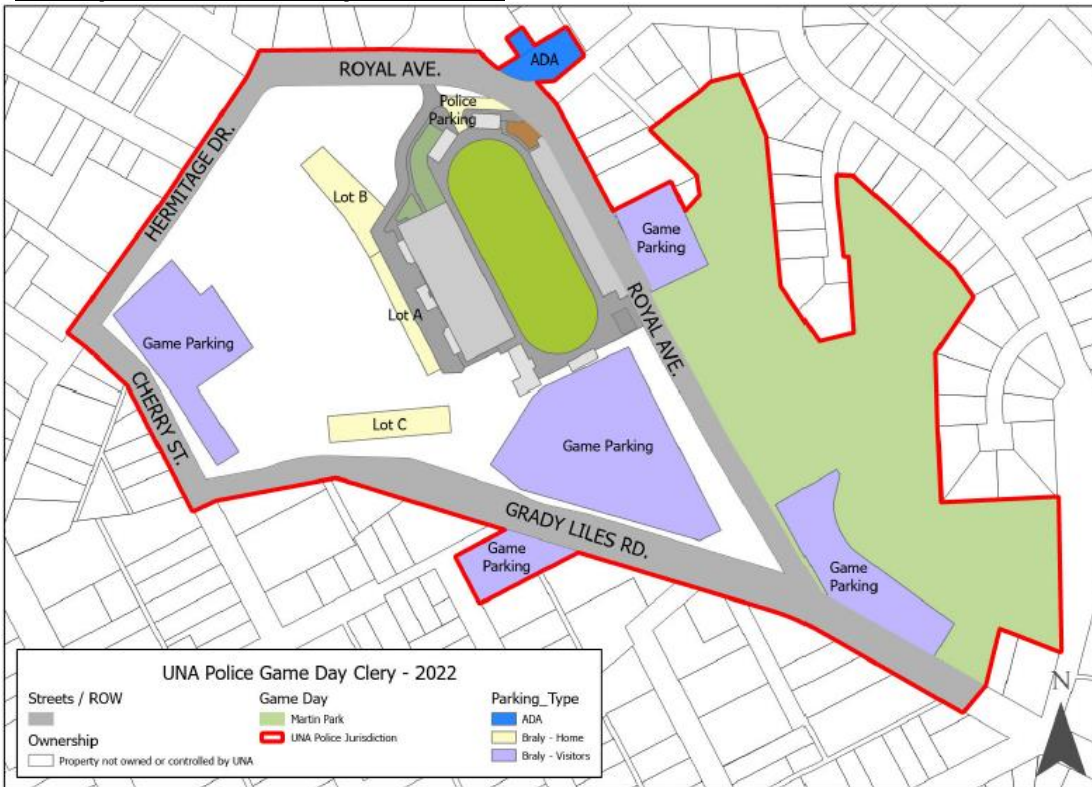 ROYAL AVE.
ADA
Police
Parking
HERMITAGE DR.
Lot B
Game
Parking
Lot A
ROYAL AVE.
Game Parking
CHERRY ST.
Lot C
Game Parking
GRADY LILES RD.
Game
Parking
Game
Parking
N
UNA Police Game Day Clery - 2022
Streets / ROW
Game Day
Parking_Type
Martin Park
ADA
Ownership
UNA Police Jurisdiction
Braly - Home
Property not owned or controlled by UNA
Braly - Visitors